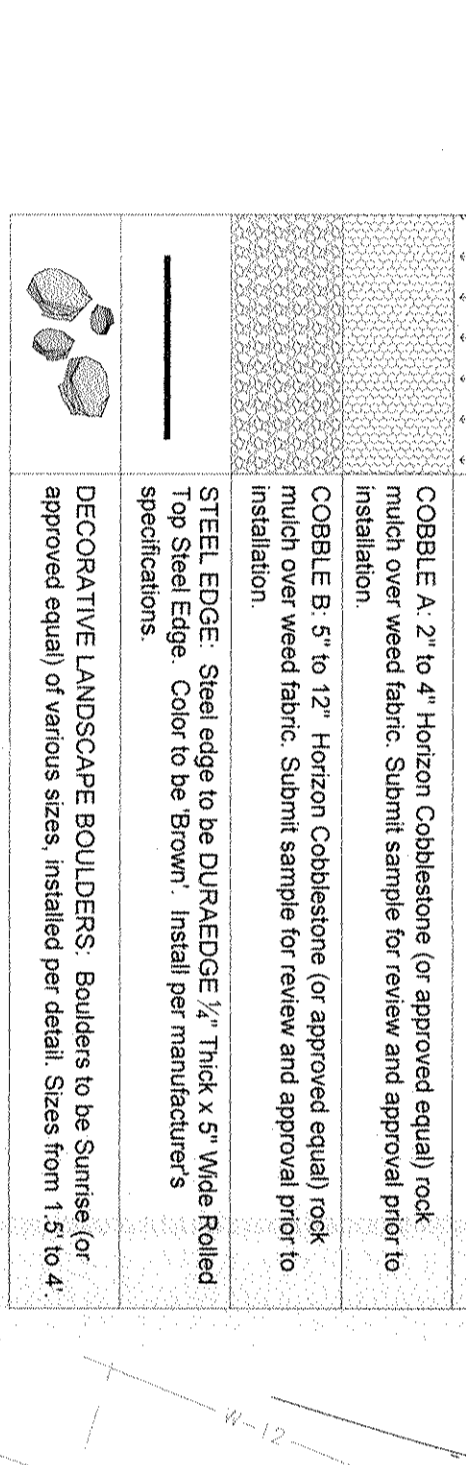 COBBLE A: 2" to 4" Horizon Cobblestone (or approved equal) rock
mulch over weed fabric. Submit sample for review and approval prior to
installation.
COBBLE B: 5" to 12" Horizon Cobblestone (or approved equal) rock
mulch over weed fabric. Submit sample for review and approval prior to
installation.
STEEL EDGE: Steel edge to be DURAEDGE ¼" Thick x 5" Wide Rolled
Top Steel Edge. Color to be 'Brown'. Install per manufacturer's
specifications.
DECORATIVE LANDSCAPE BOULDERS: Boulders to be Sunrise (or
approved equal) of various sizes, installed per detail. Sizes from 1.5' to 4'.
W-12